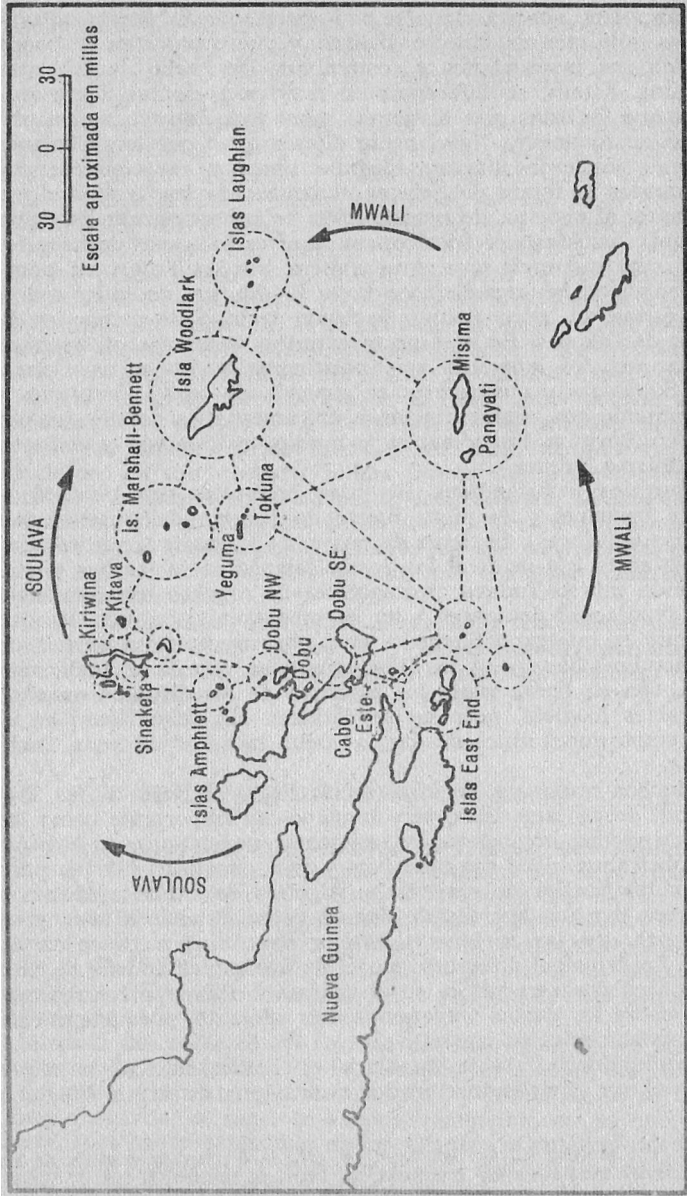 30 0 30
Escala aproximada en millas
SOULAVA
Kiriwina
Kitava
Is. Marshall-Bennett
Isla Woodlark
Islas Laughlan
MWALI
Sinaketa
Yeguma
Tokuna
Islas Amphlett
Dobu NW
Dobu
Dobu SE
SOULAVA
Cabo
Este
Misima
Panayati
Islas East End
Nueva Guinea
MWALI